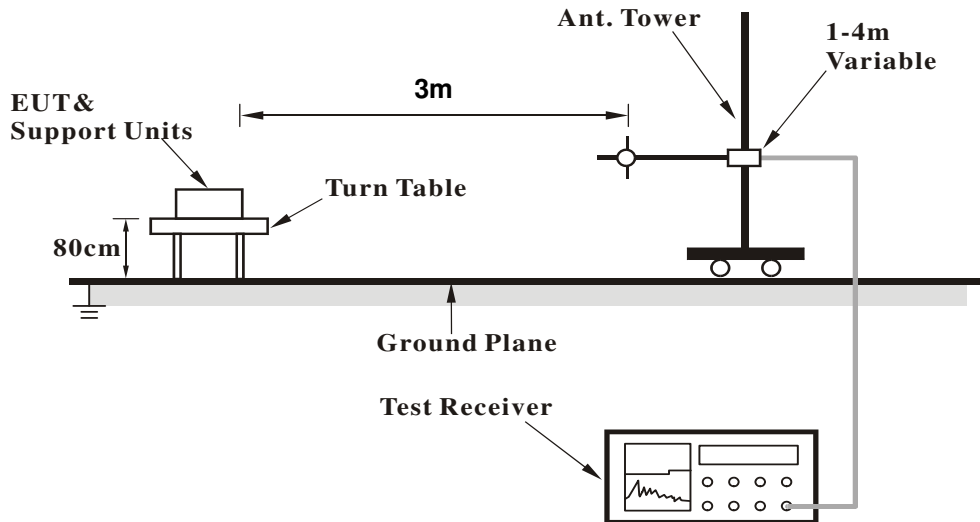 Ant. Tower
1-4m
Variable
3m
EUT&
Support Units
Turn Table
80cm
Ground Plane
Test Receiver